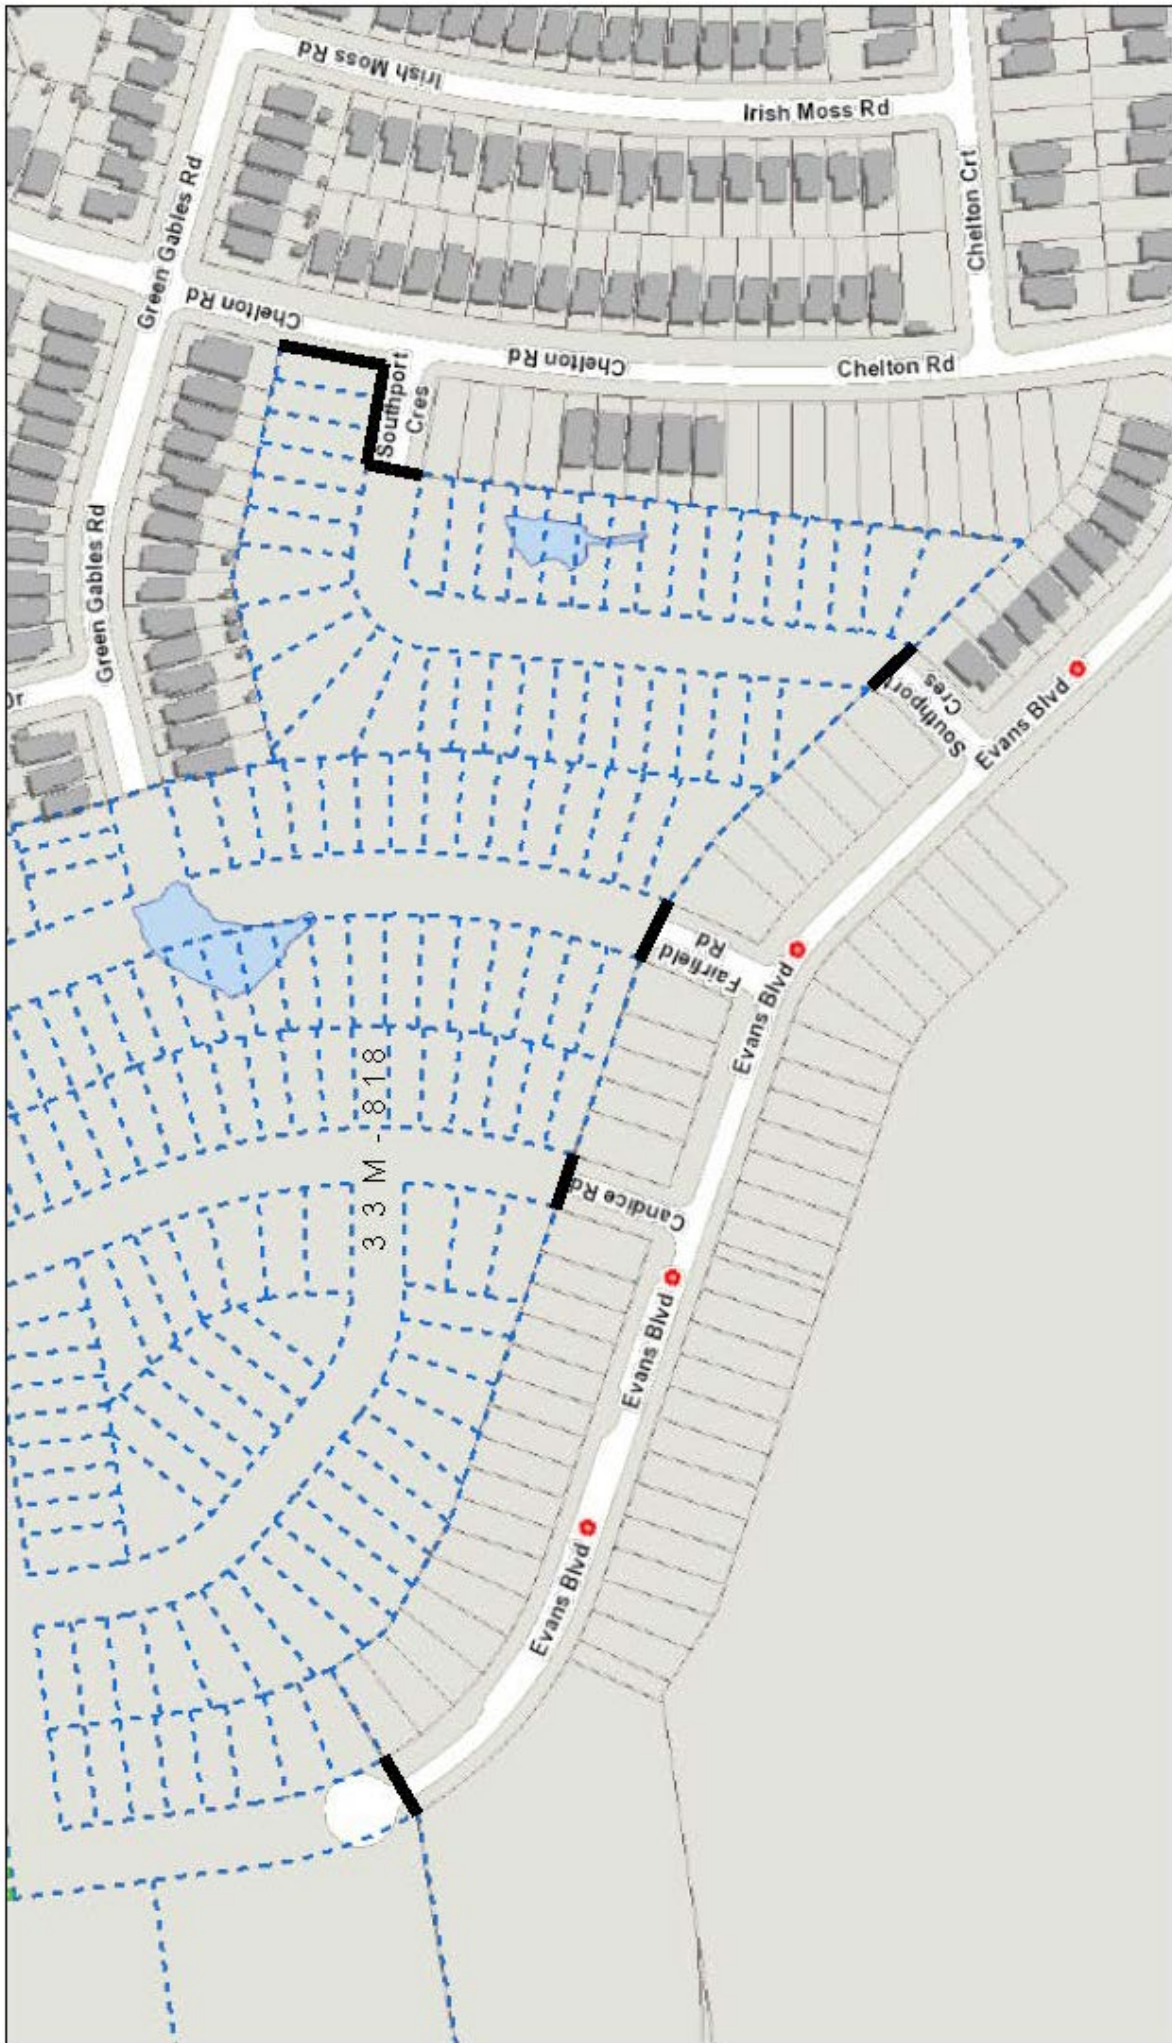 Irish Moss Rd
Irish Moss Rd
Green Gables Rd
Chelton Crt
Chelton Rd
Chelton Rd
Chelton Rd
Southport
Cres
Green Gables Rd
Dr
Southport
Cres
Evans Blvd
Fairfield
Rd
Evans Blvd
33M-818
Candice Rd
Evans Blvd
Evans Blvd